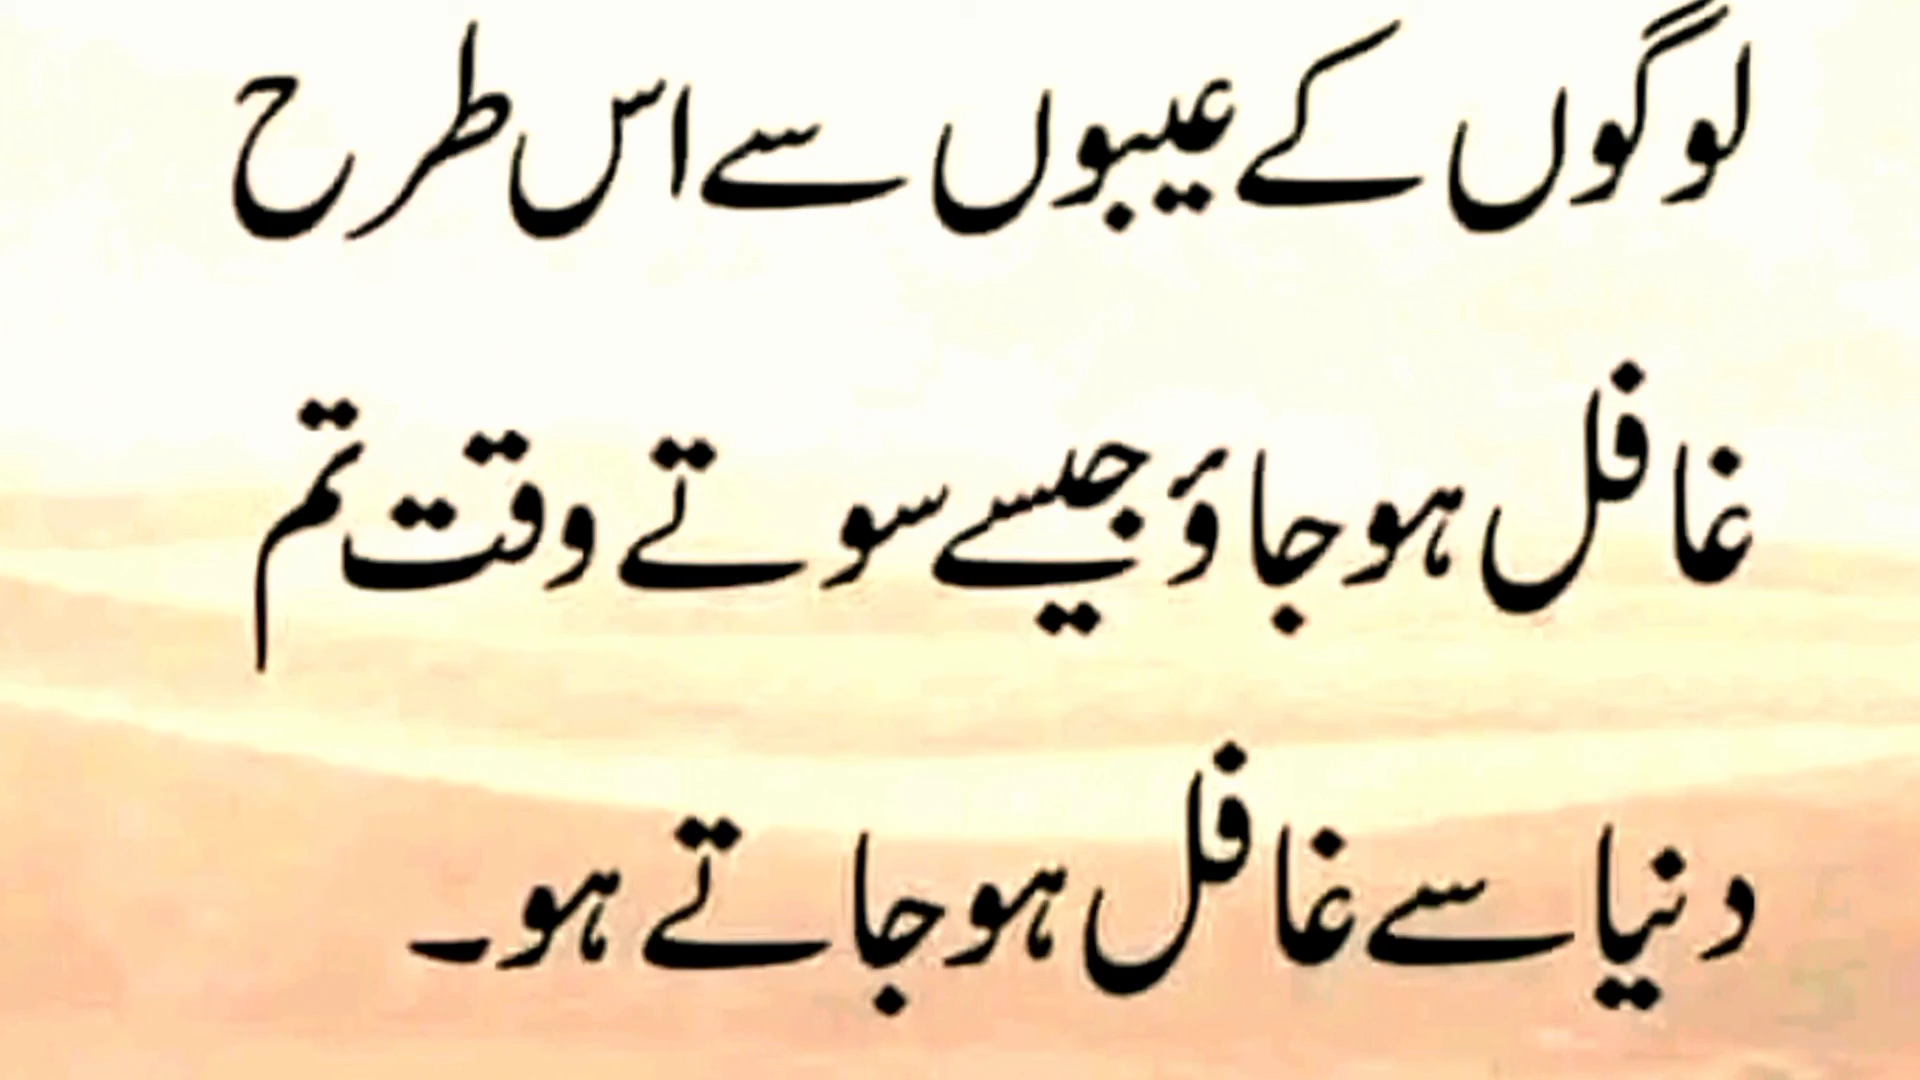 لوگوں کے عیبوں سے اس طرح
غافل ہو جاؤ جیسے سوتے وقت تم
دنیا سے غافل ہو جاتے ہو۔